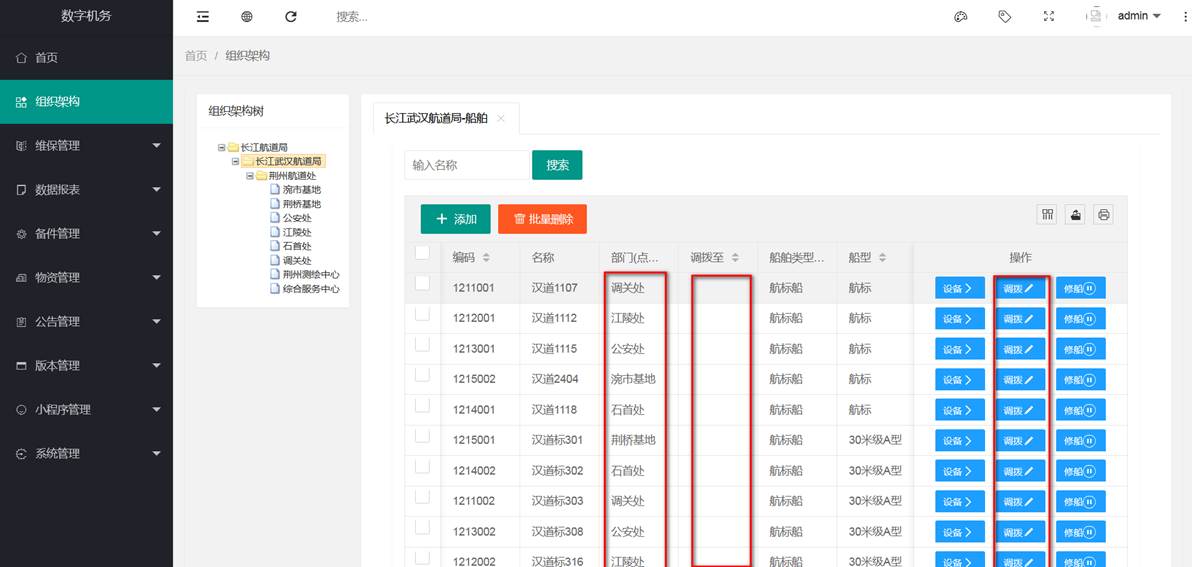 数字机务
搜索...
admin
首页
组织架构
维保管理
数据报表
备件管理
物资管理
公告管理
版本管理
小程序管理
系统管理
首页 / 组织架构
组织架构树
长江航道局
长江武汉航道局
荆州航道处
涴市基地
荆桥基地
公安处
江陵处
石首处
调关处
荆州测绘中心
综合服务中心
长江武汉航道局-船舶
输入名称 搜索
添加 批量删除
编码 名称 部门(点... 调拨至 船舶类型... 船型 操作
1211001 汉道1107 调关处 航标船 航标 设备 调拨 修船
1212001 汉道1112 江陵处 航标船 航标 设备 调拨 修船
1213001 汉道1115 公安处 航标船 航标 设备 调拨 修船
1215002 汉道2404 涴市基地 航标船 航标 设备 调拨 修船
1214001 汉道1118 石首处 航标船 航标 设备 调拨 修船
1215001 汉道标301 荆桥基地 航标船 30米级A型 设备 调拨 修船
1214002 汉道标302 石首处 航标船 30米级A型 设备 调拨 修船
1211002 汉道标303 调关处 航标船 30米级A型 设备 调拨 修船
1213002 汉道标308 公安处 航标船 30米级A型 设备 调拨 修船
1212002 汉道标316 江陵处 航标船 30米级A型 设备 调拨 修船